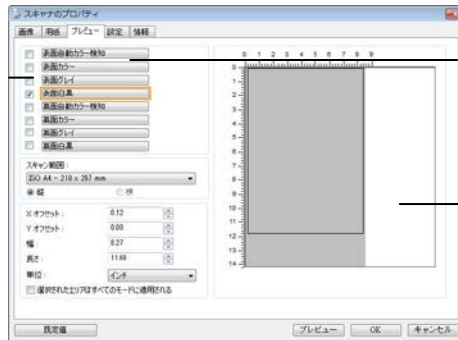 スキャナのプロパティ
画像 用紙 プレビュー 設定 情報
表面自動カラー検知
表面カラー
表面グレイ
表面白黒
裏面自動カラー検知
裏面カラー
裏面グレイ
裏面白黒
スキャン範囲:
ISO A4 - 210 x 297 mm
縦 横
X オフセット: 0.12
Y オフセット: 0.00
幅: 8.27
長さ: 11.69
単位: インチ
選択されたエリアはすべてのモードに適用される
0 1 2 3 4 5 6 7 8 9
0
1
2
3
4
5
6
7
8
9
10
11
12
13
14
既定値 プレビュー OK キャンセル